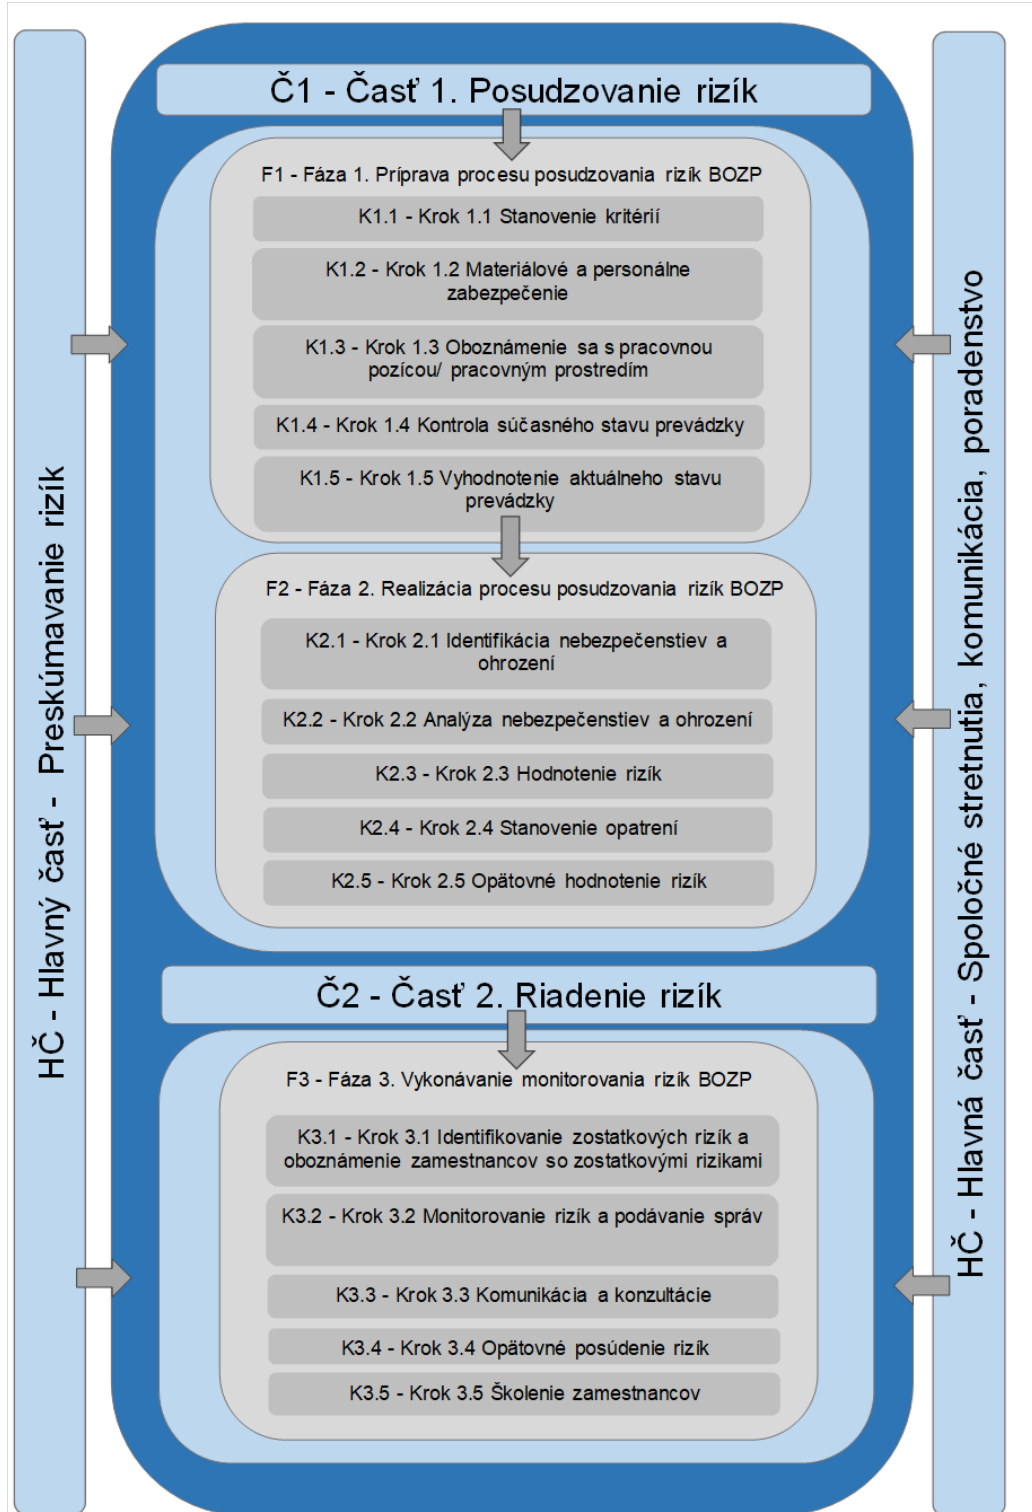 Č1 - Časť 1. Posudzovanie rizík
F1 - Fáza 1. Príprava procesu posudzovania rizík BOZP
K1.1 - Krok 1.1 Stanovenie kritérií
K1.2 - Krok 1.2 Materiálové a personálne
zabezpečenie
K1.3 - Krok 1.3 Oboznámenie sa s pracovnou
pozícou/ pracovným prostredím
K1.4 - Krok 1.4 Kontrola súčasného stavu prevádzky
K1.5 - Krok 1.5 Vyhodnotenie aktuálneho stavu
prevádzky
F2 - Fáza 2. Realizácia procesu posudzovania rizík BOZP
K2.1 - Krok 2.1 Identifikácia nebezpečenstiev a
ohrození
K2.2 - Krok 2.2 Analýza nebezpečenstiev a ohrození
K2.3 - Krok 2.3 Hodnotenie rizík
K2.4 - Krok 2.4 Stanovenie opatrení
K2.5 - Krok 2.5 Opätovné hodnotenie rizík
Č2 - Časť 2. Riadenie rizík
F3 - Fáza 3. Vykonávanie monitorovania rizík BOZP
K3.1 - Krok 3.1 Identifikovanie zostatkových rizík a
oboznámenie zamestnancov so zostatkovými rizikami
K3.2 - Krok 3.2 Monitorovanie rizík a podávanie správ
K3.3 - Krok 3.3 Komunikácia a konzultácie
K3.4 - Krok 3.4 Opätovné posúdenie rizík
K3.5 - Krok 3.5 Školenie zamestnancov
HČ - Hlavný časť - Preskúmavanie rizík
HČ - Hlavná časť - Spoločné stretnutia, komunikácia, poradenstvo